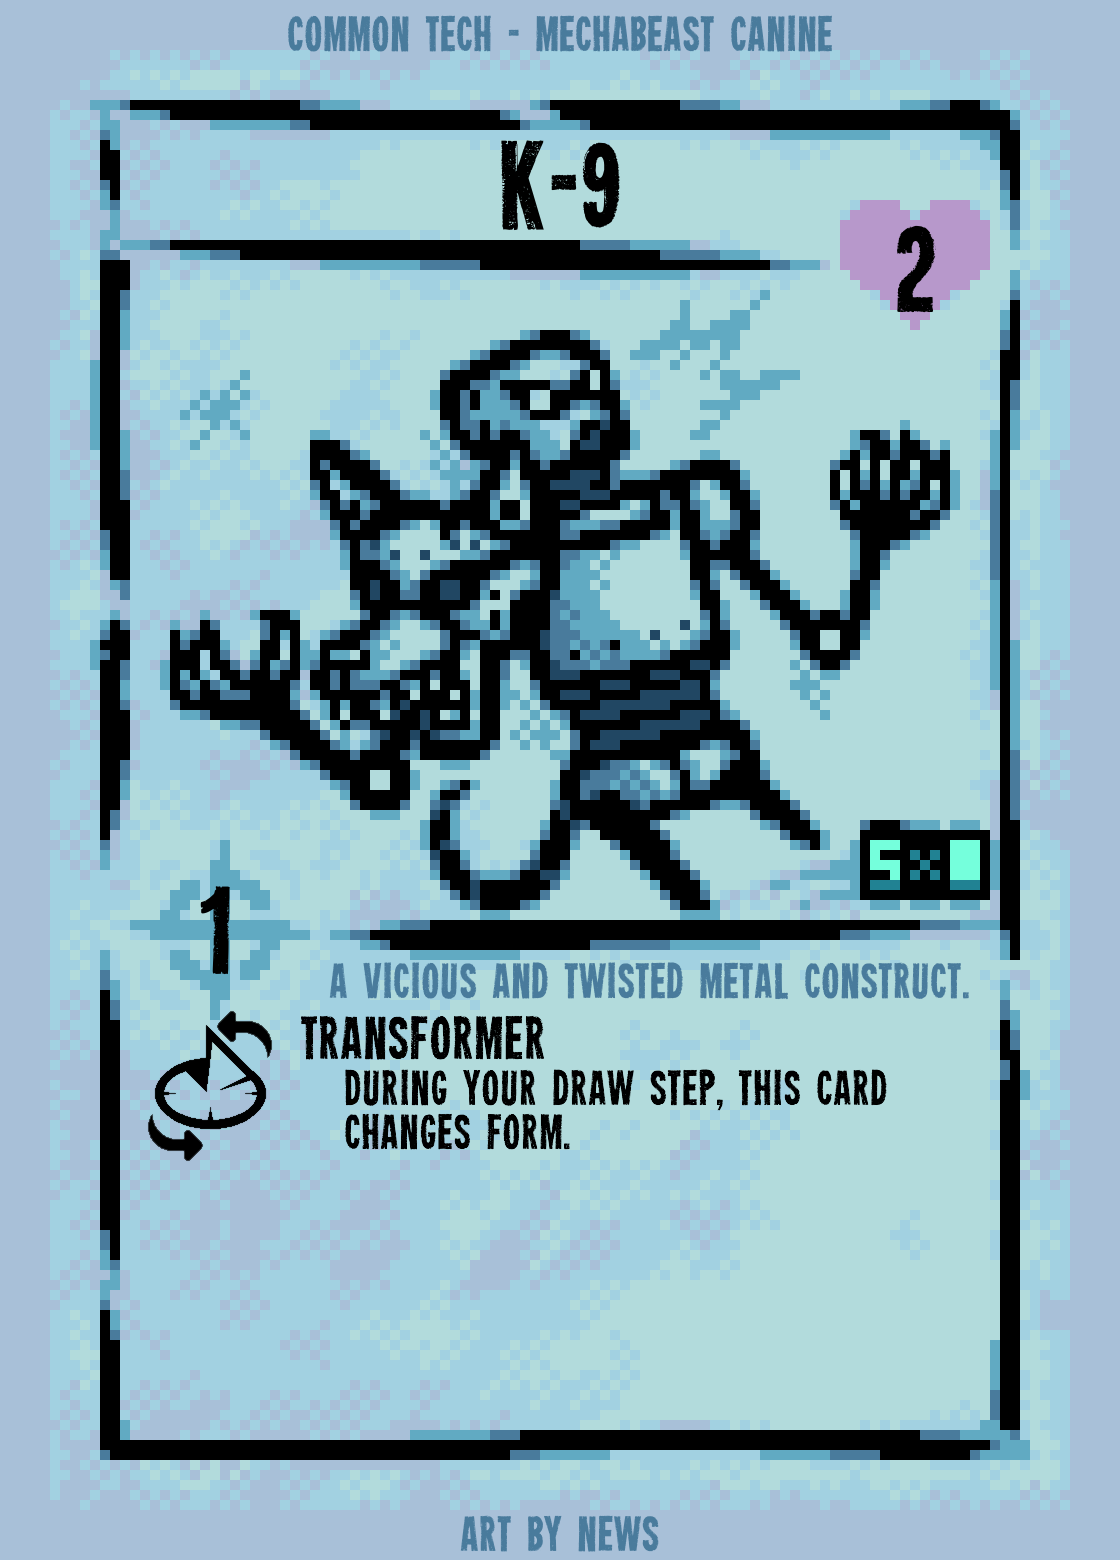 COMMON TECH - MECHABEAST CANINE
K-9
2
5×
1
A VICIOUS AND TWISTED METAL CONSTRUCT.
TRANSFORMER
DURING YOUR DRAW STEP, THIS CARD
CHANGES FORM.
ART BY NEWS